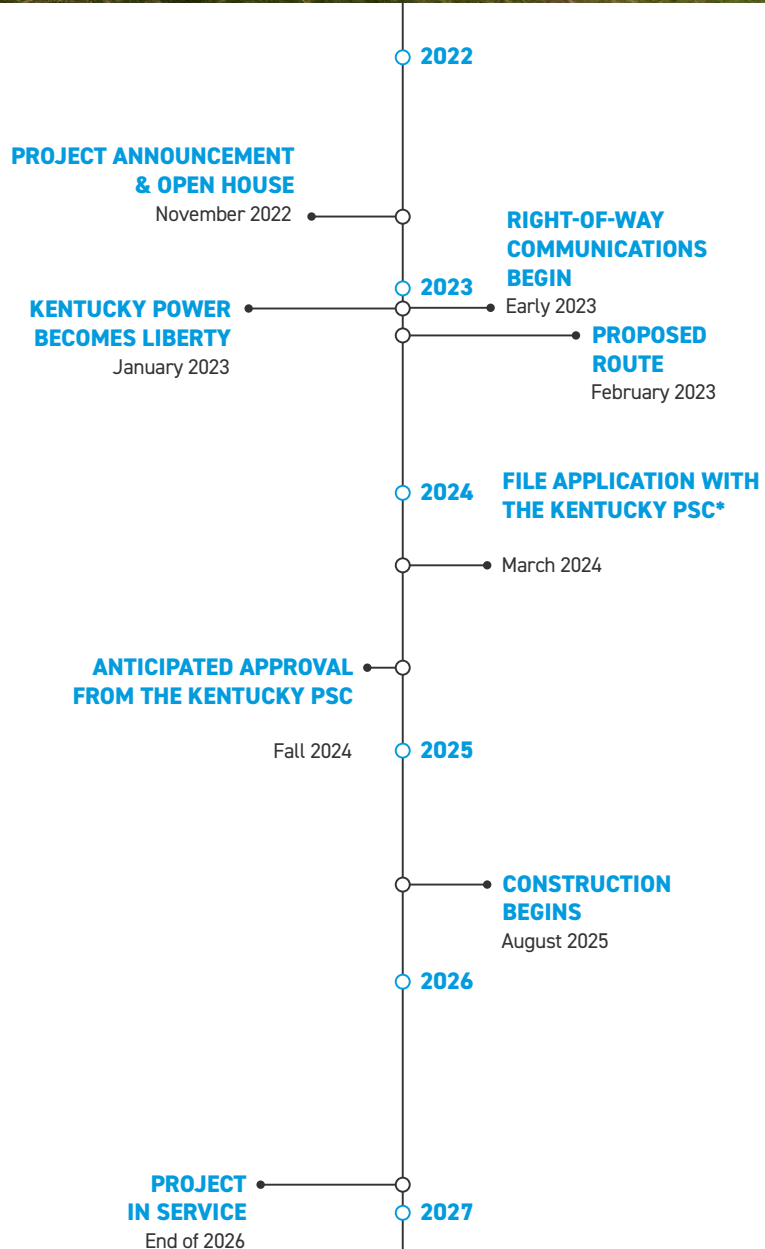 2022
PROJECT ANNOUNCEMENT
& OPEN HOUSE
November 2022
2023
RIGHT-OF-WAY
COMMUNICATIONS
BEGIN
Early 2023
KENTUCKY POWER
BECOMES LIBERTY
January 2023
PROPOSED
ROUTE
February 2023
2024
FILE APPLICATION WITH
THE KENTUCKY PSC*
March 2024
ANTICIPATED APPROVAL
FROM THE KENTUCKY PSC
Fall 2024
2025
CONSTRUCTION
BEGINS
August 2025
2026
PROJECT
IN SERVICE
End of 2026
2027